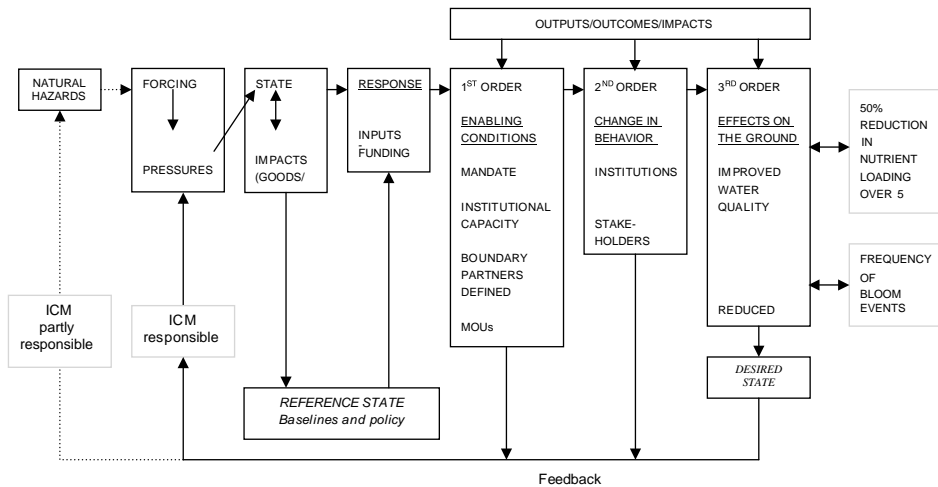 OUTPUTS/OUTCOMES/IMPACTS
NATURAL
HAZARDS
FORCING
PRESSURES
STATE
IMPACTS
(GOODS/
RESPONSE
INPUTS
-FUNDING
1ST ORDER
ENABLING
CONDITIONS
MANDATE
INSTITUTIONAL
CAPACITY
BOUNDARY
PARTNERS
DEFINED
MOUs
2ND ORDER
CHANGE IN
BEHAVIOR
INSTITUTIONS
STAKE-
HOLDERS
3RD ORDER
EFFECTS ON
THE GROUND
IMPROVED
WATER
QUALITY
REDUCED
50%
REDUCTION
IN
NUTRIENT
LOADING
OVER 5
FREQUENCY
OF
BLOOM
EVENTS
ICM
partly
responsible
ICM
responsible
REFERENCE STATE
Baselines and policy
DESIRED
STATE
Feedback